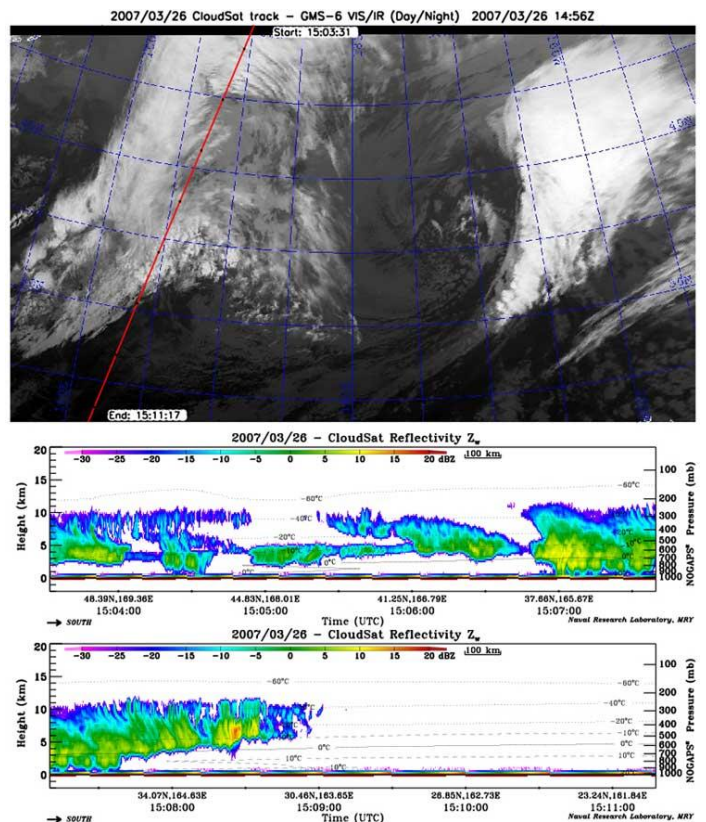 2007/03/26 CloudSat track - GMS-6 VIS/IR (Day/Night) 2007/03/26 14:56Z
Start: 15:03:31
End: 15:11:17
2007/03/26 - CloudSat Reflectivity Zw
-30 -25 -20 -15 -10 -5 0 5 10 15 20 dBZ 100 km
20
15
10
5
0
Height (km)
100
200
300
400
500
600
700
800
1000
NOGAPS Pressure (mb)
-60°C
-40°C
-20°C
0°C
48.39N,169.36E 44.83N,168.01E 41.25N,166.79E 37.66N,165.67E
15:04:00 15:05:00 15:06:00 15:07:00
SOUTH Time (UTC) Naval Research Laboratory, MRY
2007/03/26 - CloudSat Reflectivity Zw
-30 -25 -20 -15 -10 -5 0 5 10 15 20 dBZ 100 km
20
15
10
5
0
Height (km)
100
200
300
400
500
600
700
800
1000
NOGAPS Pressure (mb)
-60°C
-40°C
-20°C
-10°C
0°C
10°C
34.07N,164.63E 30.46N,163.65E 26.85N,162.73E 23.24N,161.84E
15:08:00 15:09:00 15:10:00 15:11:00
SOUTH Time (UTC) Naval Research Laboratory, MRY